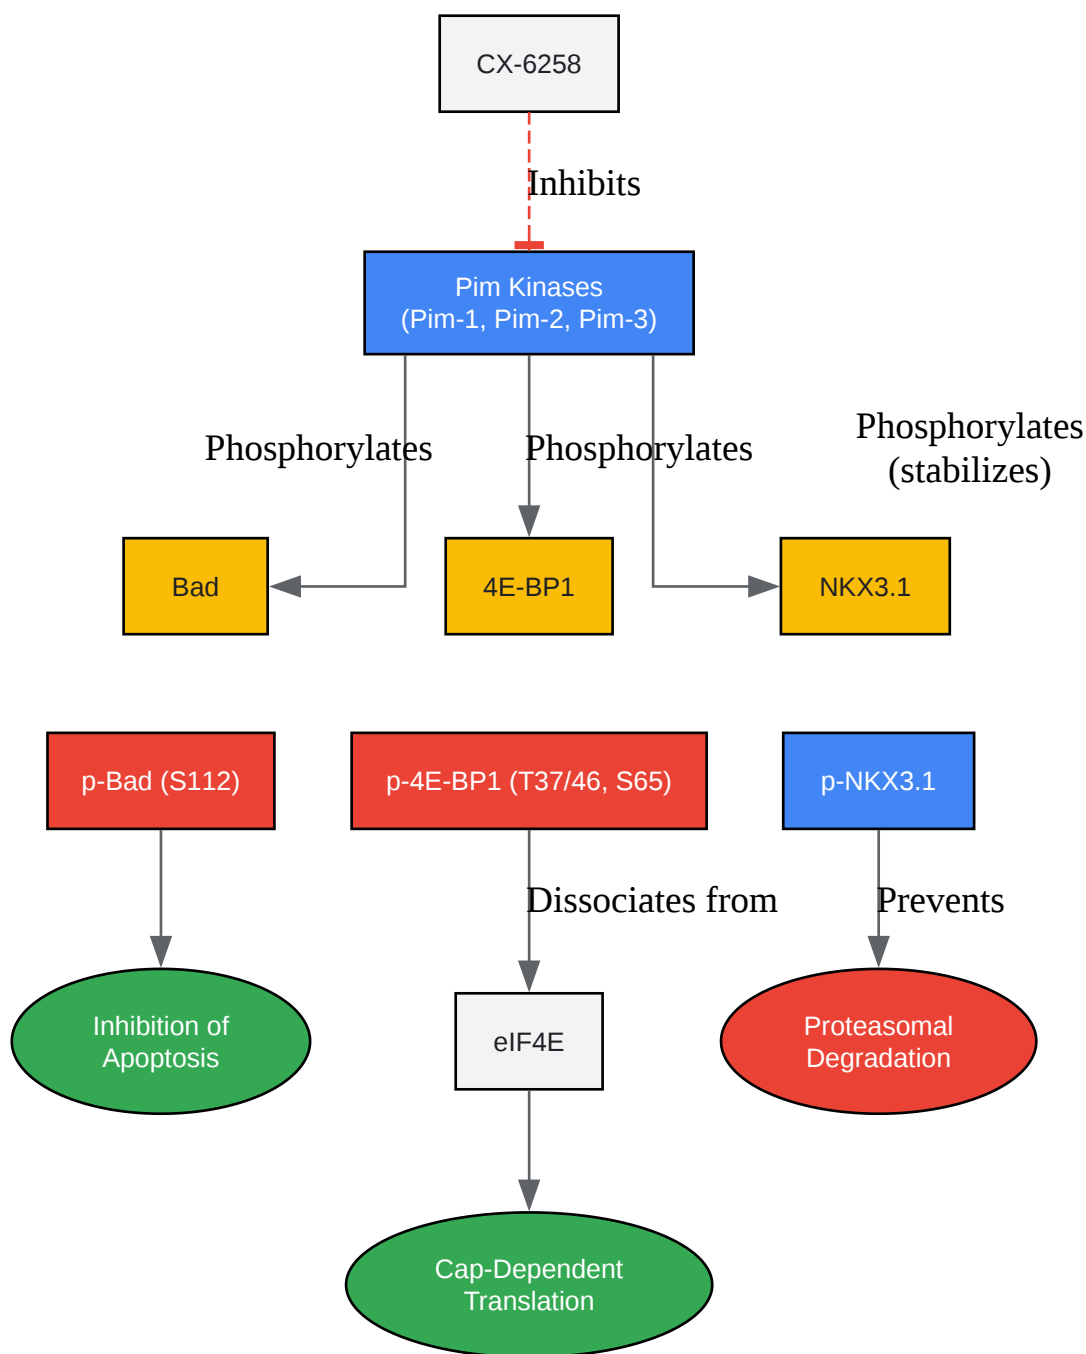 CX-6258
Inhibits
Pim Kinases
(Pim-1, Pim-2, Pim-3)
Phosphorylates
Phosphorylates
Phosphorylates
(stabilizes)
Bad
4E-BP1
NKX3.1
p-Bad (S112)
p-4E-BP1 (T37/46, S65)
p-NKX3.1
Dissociates from
Prevents
Inhibition of
Apoptosis
eIF4E
Proteasomal
Degradation
Cap-Dependent
Translation